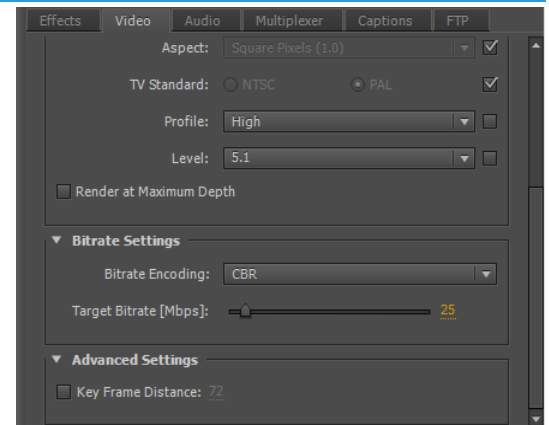 Effects Video Audio Multiplexer Captions FTP
Aspect: Square Pixels (1.0)
TV Standard: NTSC PAL
Profile: High
Level: 5.1
Render at Maximum Depth
Bitrate Settings
Bitrate Encoding: CBR
Target Bitrate [Mbps]: 25
Advanced Settings
Key Frame Distance: 72